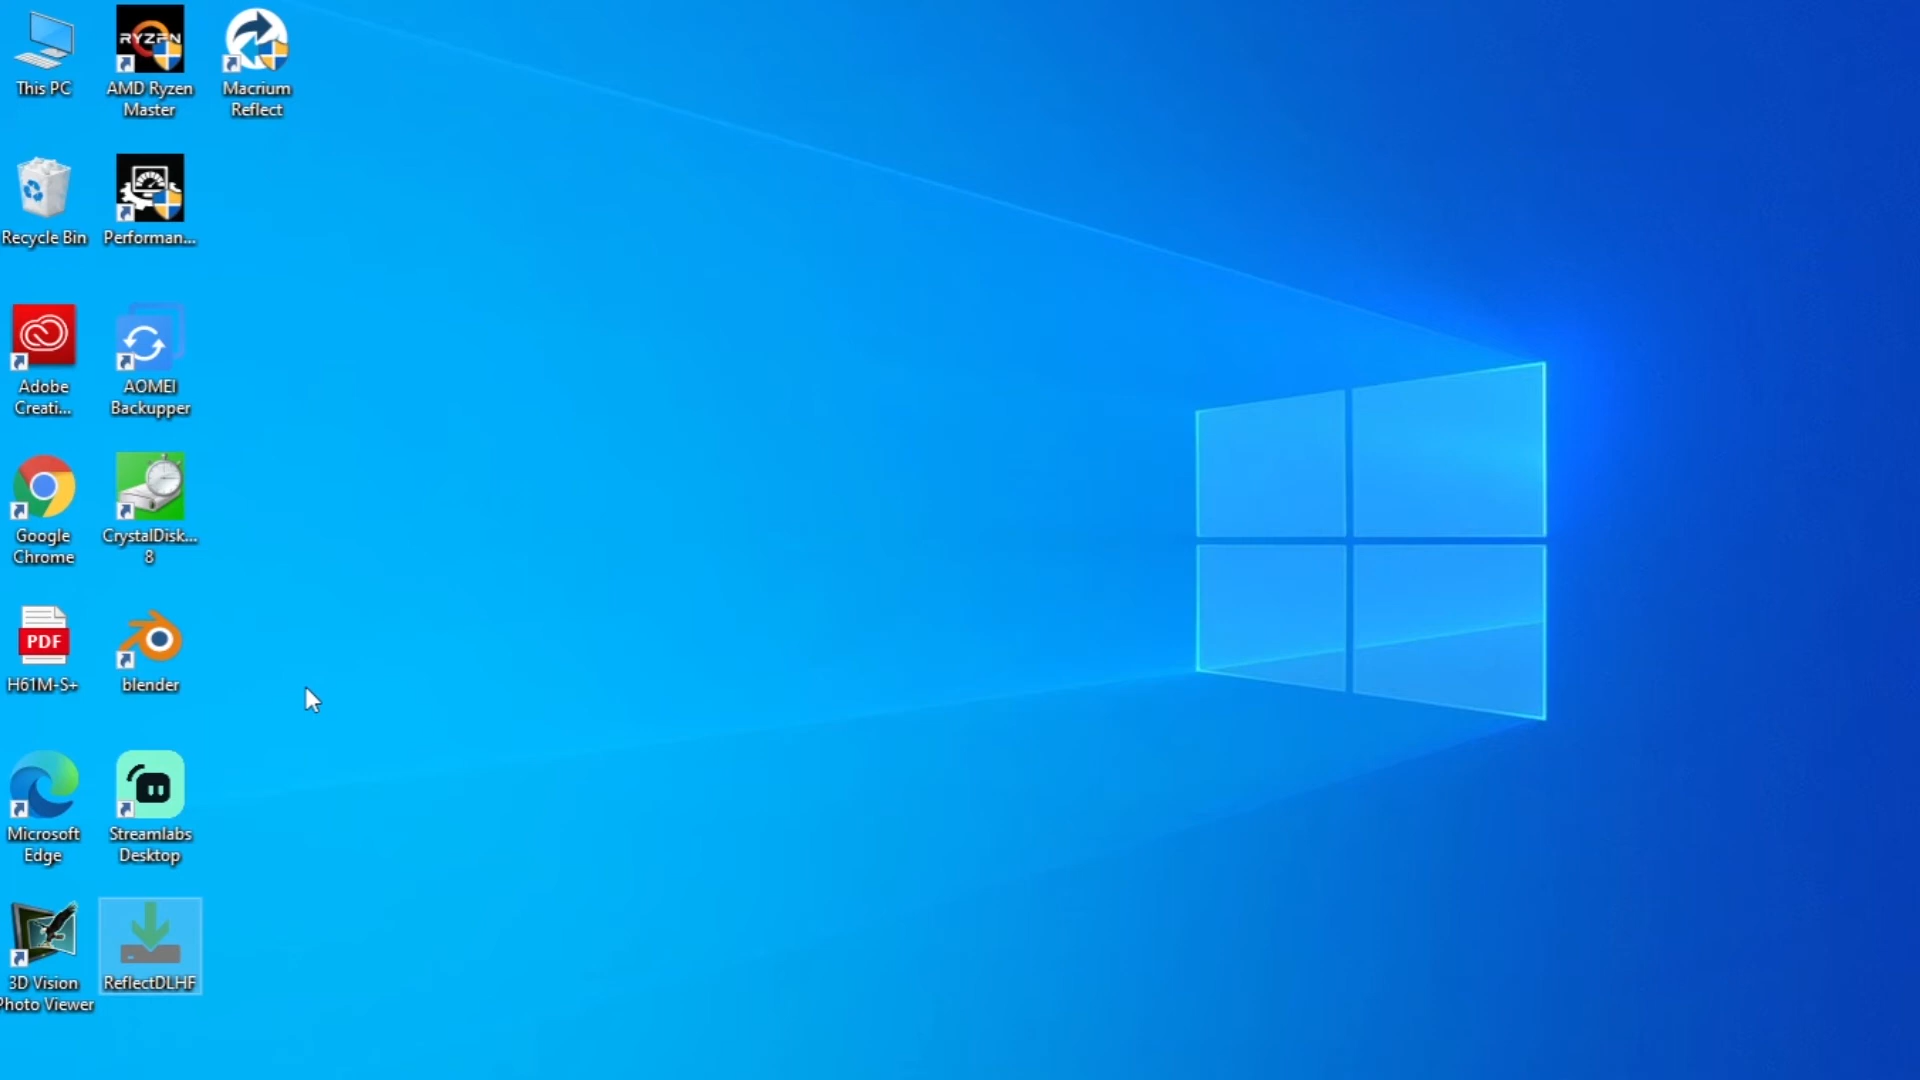 This PC
RYZEN
AMD Ryzen
Master
Macrium
Reflect
Recycle Bin
Performan...
Adobe
Creati...
AOMEI
Backupper
Google
Chrome
CrystalDisk...
8
PDF
H61M-S+
blender
Microsoft
Edge
Streamlabs
Desktop
3D Vision
Photo Viewer
ReflectDLHF